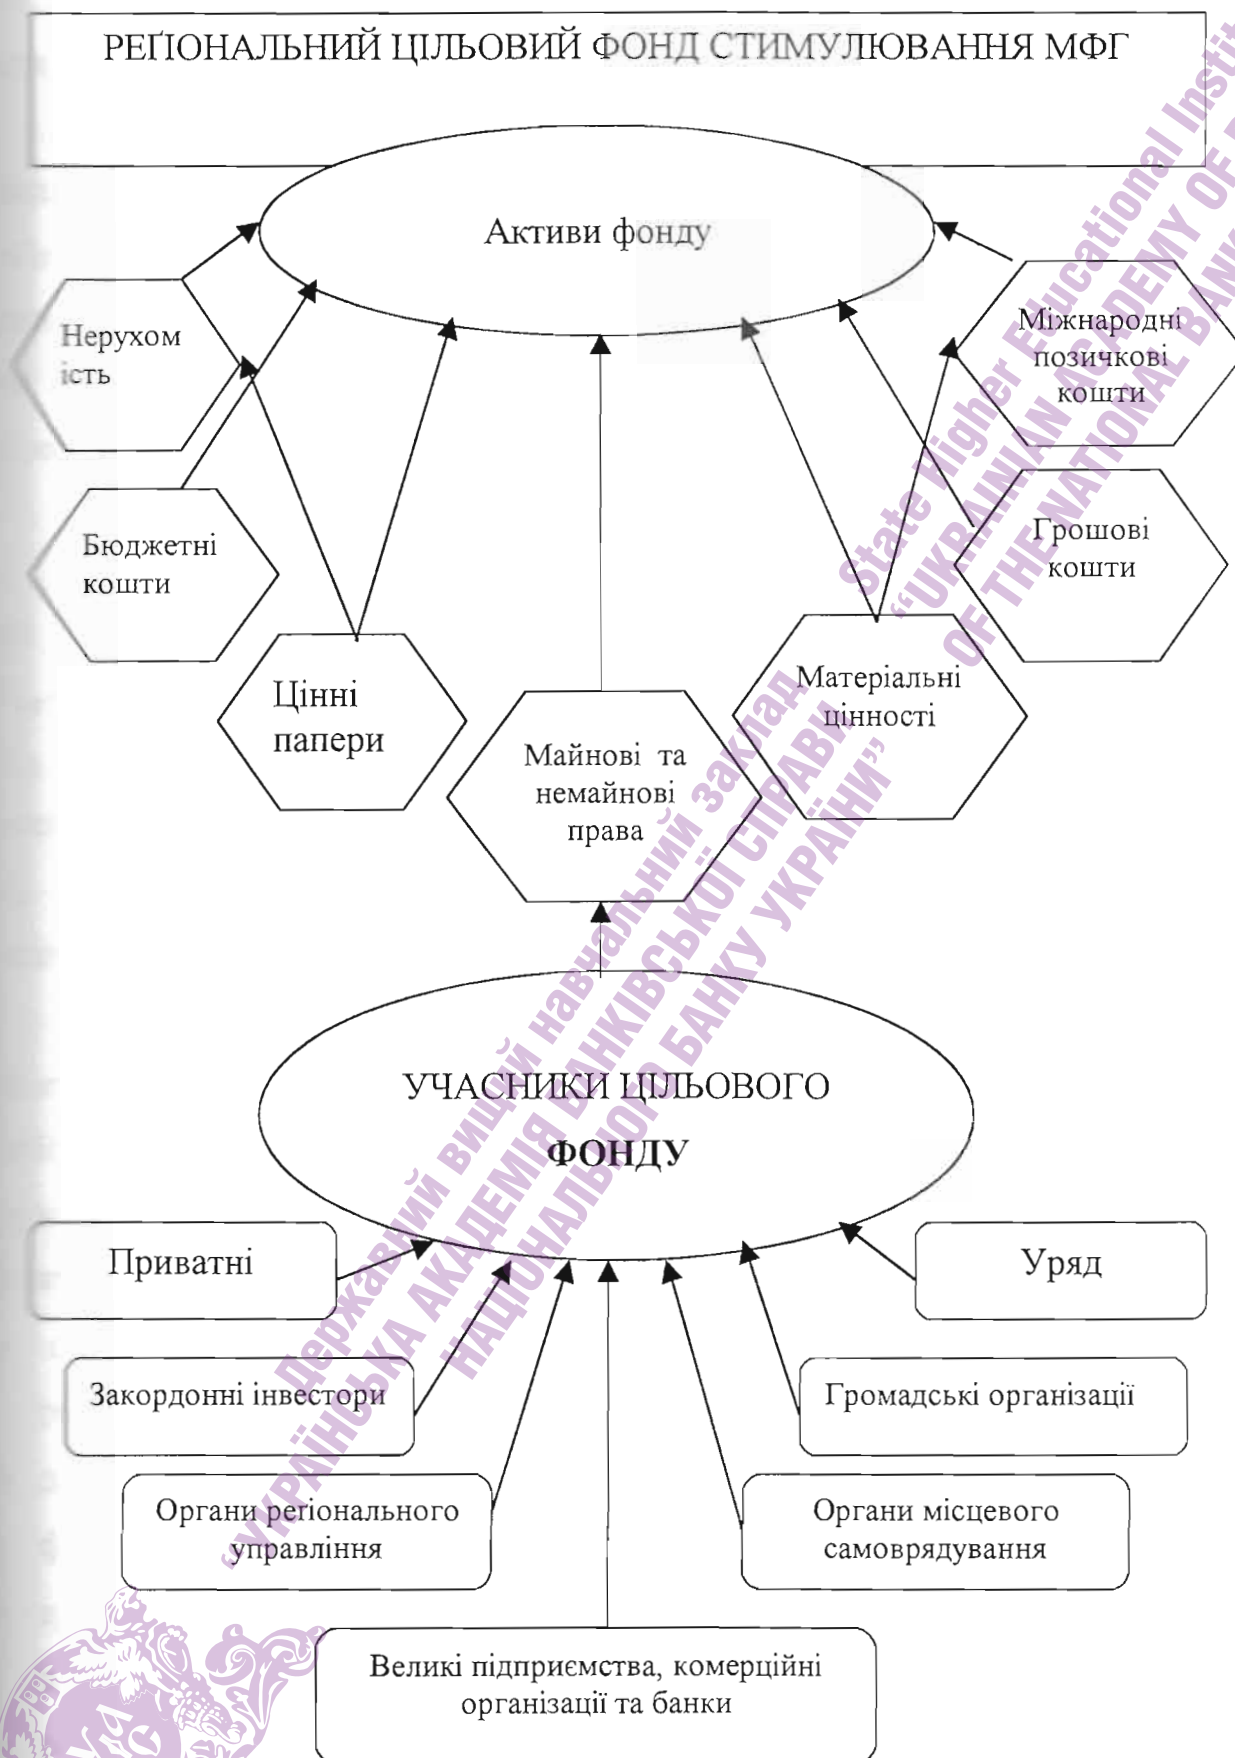 РЕГІОНАЛЬНИЙ ЦІЛЬОВИЙ ФОНД СТИМУЛЮВАННЯ МФГ
Активи фонду
Нерухом
ість
Міжнародні
позичкові
кошти
Бюджетні
кошти
Грошові
кошти
Цінні
папери
Майнові та
немайнові
права
Матеріальні
цінності
УЧАСНИКИ ЦІЛЬОВОГО
ФОНДУ
Приватні
Уряд
Закордонні інвестори
Громадські організації
Органи регіонального
управління
Органи місцевого
самоврядування
Великі підприємства, комерційні
організації та банки
Державний вищий навчальний заклад
“УКРАЇНСЬКА АКАДЕМІЯ БАНКІВСЬКОЇ СПРАВИ
НАЦІОНАЛЬНОГО БАНКУ УКРАЇНИ”
State Higher Educational
“UKRAINIAN ACADEMY OF
OF THE NATIONAL